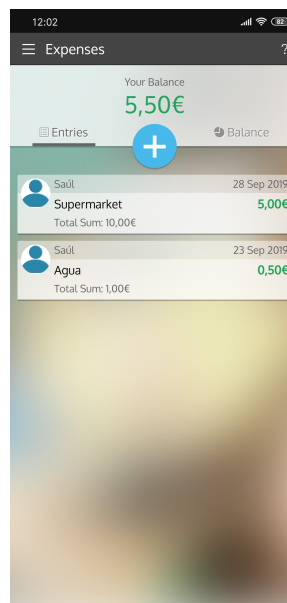 12:02
82
Expenses
?
Your Balance
5,50€
Entries
Balance
Saúl
28 Sep 2019
Supermarket
5,00€
Total Sum: 10,00€
Saúl
23 Sep 2019
Agua
0,50€
Total Sum: 1,00€